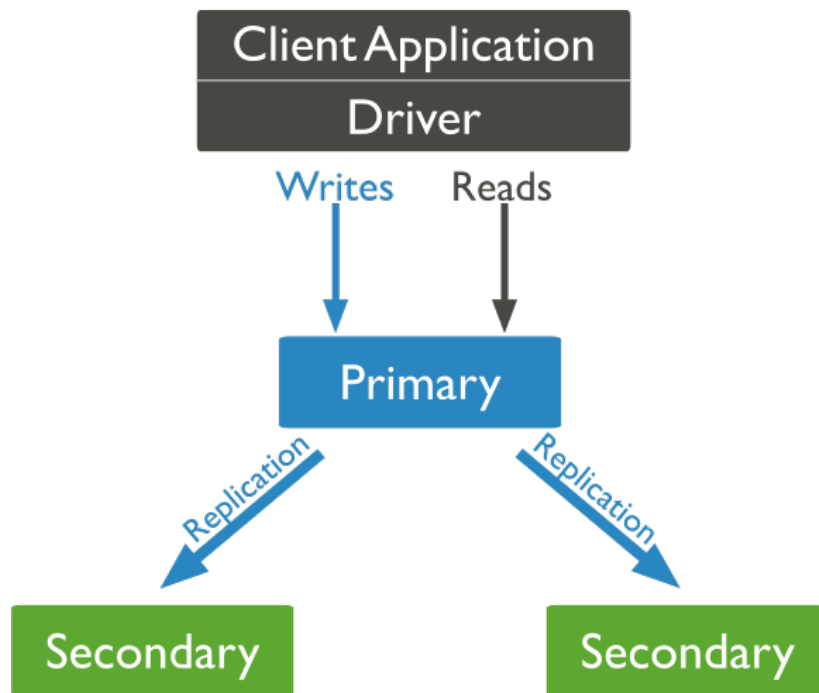 Client Application
Driver
Writes Reads
Primary
Replication Replication
Secondary Secondary